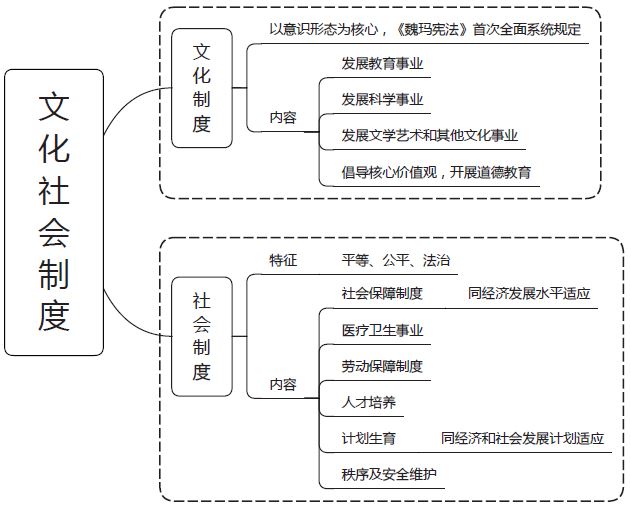 文化社会制度
文化制度
以意识形态为核心，《魏玛宪法》首次全面系统规定
内容
发展教育事业
发展科学事业
发展文学艺术和其他文化事业
倡导核心价值观，开展道德教育
社会制度
特征
平等、公平、法治
内容
社会保障制度
同经济发展水平适应
医疗卫生事业
劳动保障制度
人才培养
计划生育
同经济和社会发展计划适应
秩序及安全维护